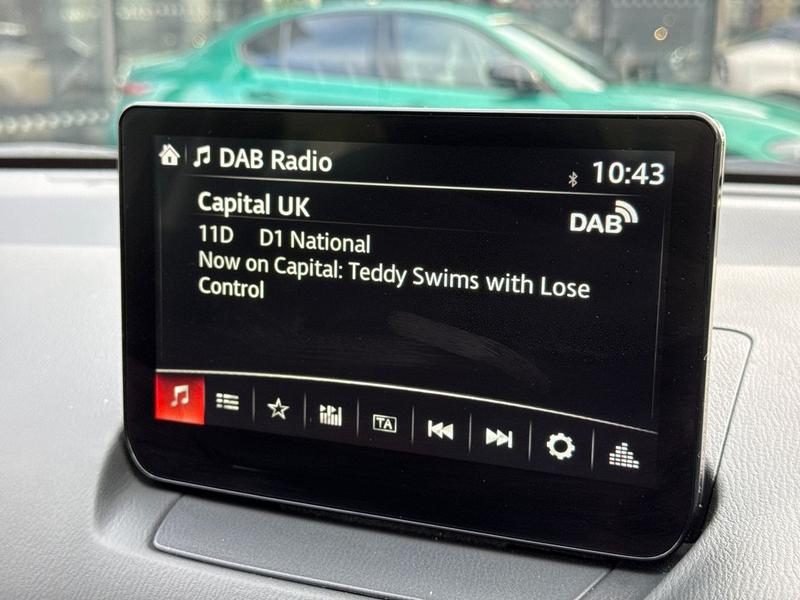 DAB Radio
10:43
Capital UK
DAB
11D D1 National
Now on Capital: Teddy Swims with Lose
Control
TA